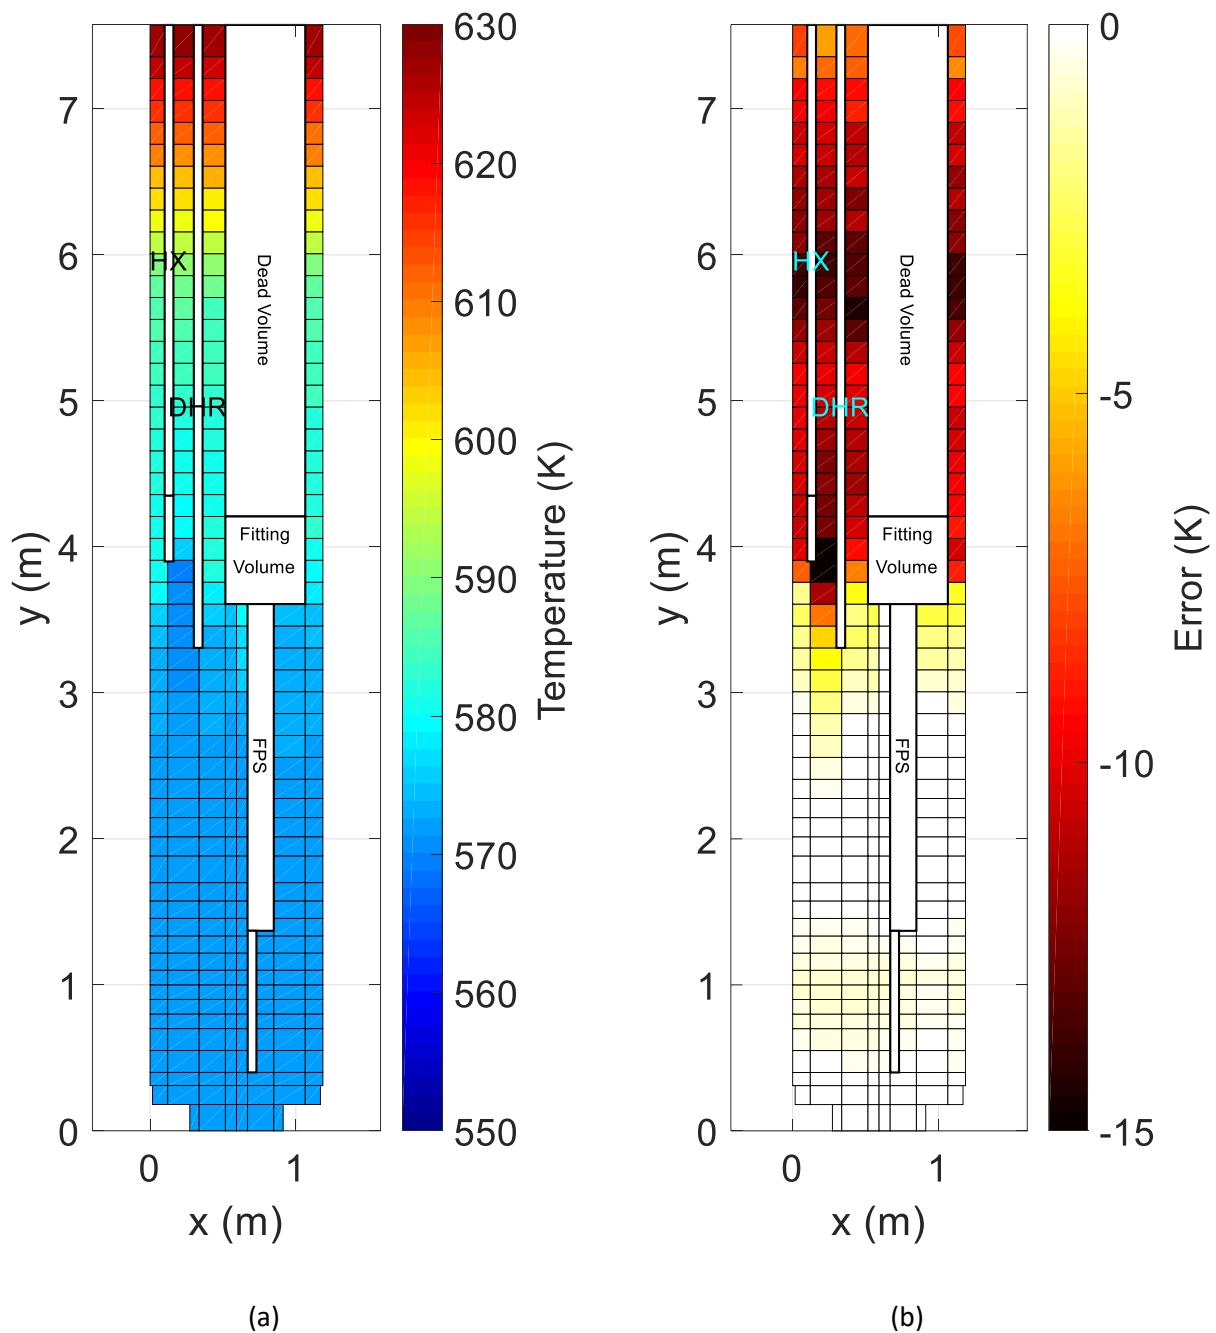 7
6
5
4
3
2
1
0
0
1
y (m)
x (m)
HX
DHR
Dead Volume
Fitting
Volume
FPS
630
620
610
600
590
580
570
560
550
Temperature (K)
(a)
7
6
5
4
3
2
1
0
0
1
y (m)
x (m)
HX
DHR
Dead Volume
Fitting
Volume
FPS
0
-5
-10
-15
Error (K)
(b)